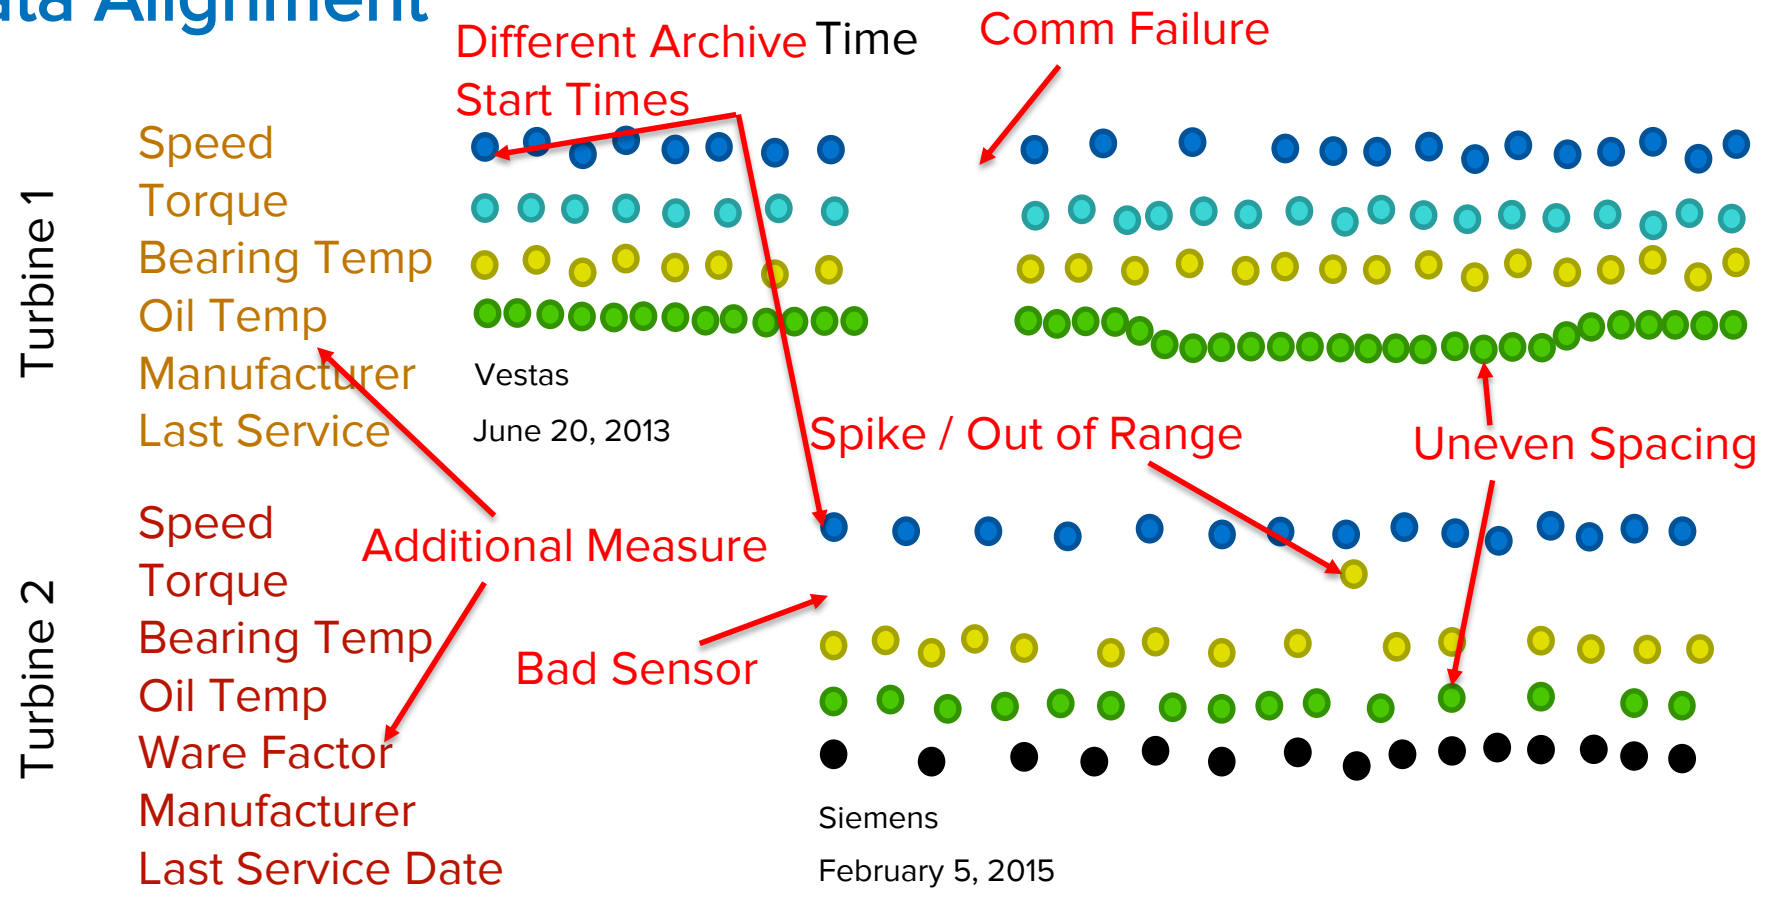 ata Alignment
Different Archive
Start Times
Time
Comm Failure
Turbine 1
Speed
Torque
Bearing Temp
Oil Temp
Manufacturer
Vestas
Last Service
June 20, 2013
Spike / Out of Range
Uneven Spacing
Additional Measure
Bad Sensor
Turbine 2
Speed
Torque
Bearing Temp
Oil Temp
Ware Factor
Manufacturer
Siemens
Last Service Date
February 5, 2015